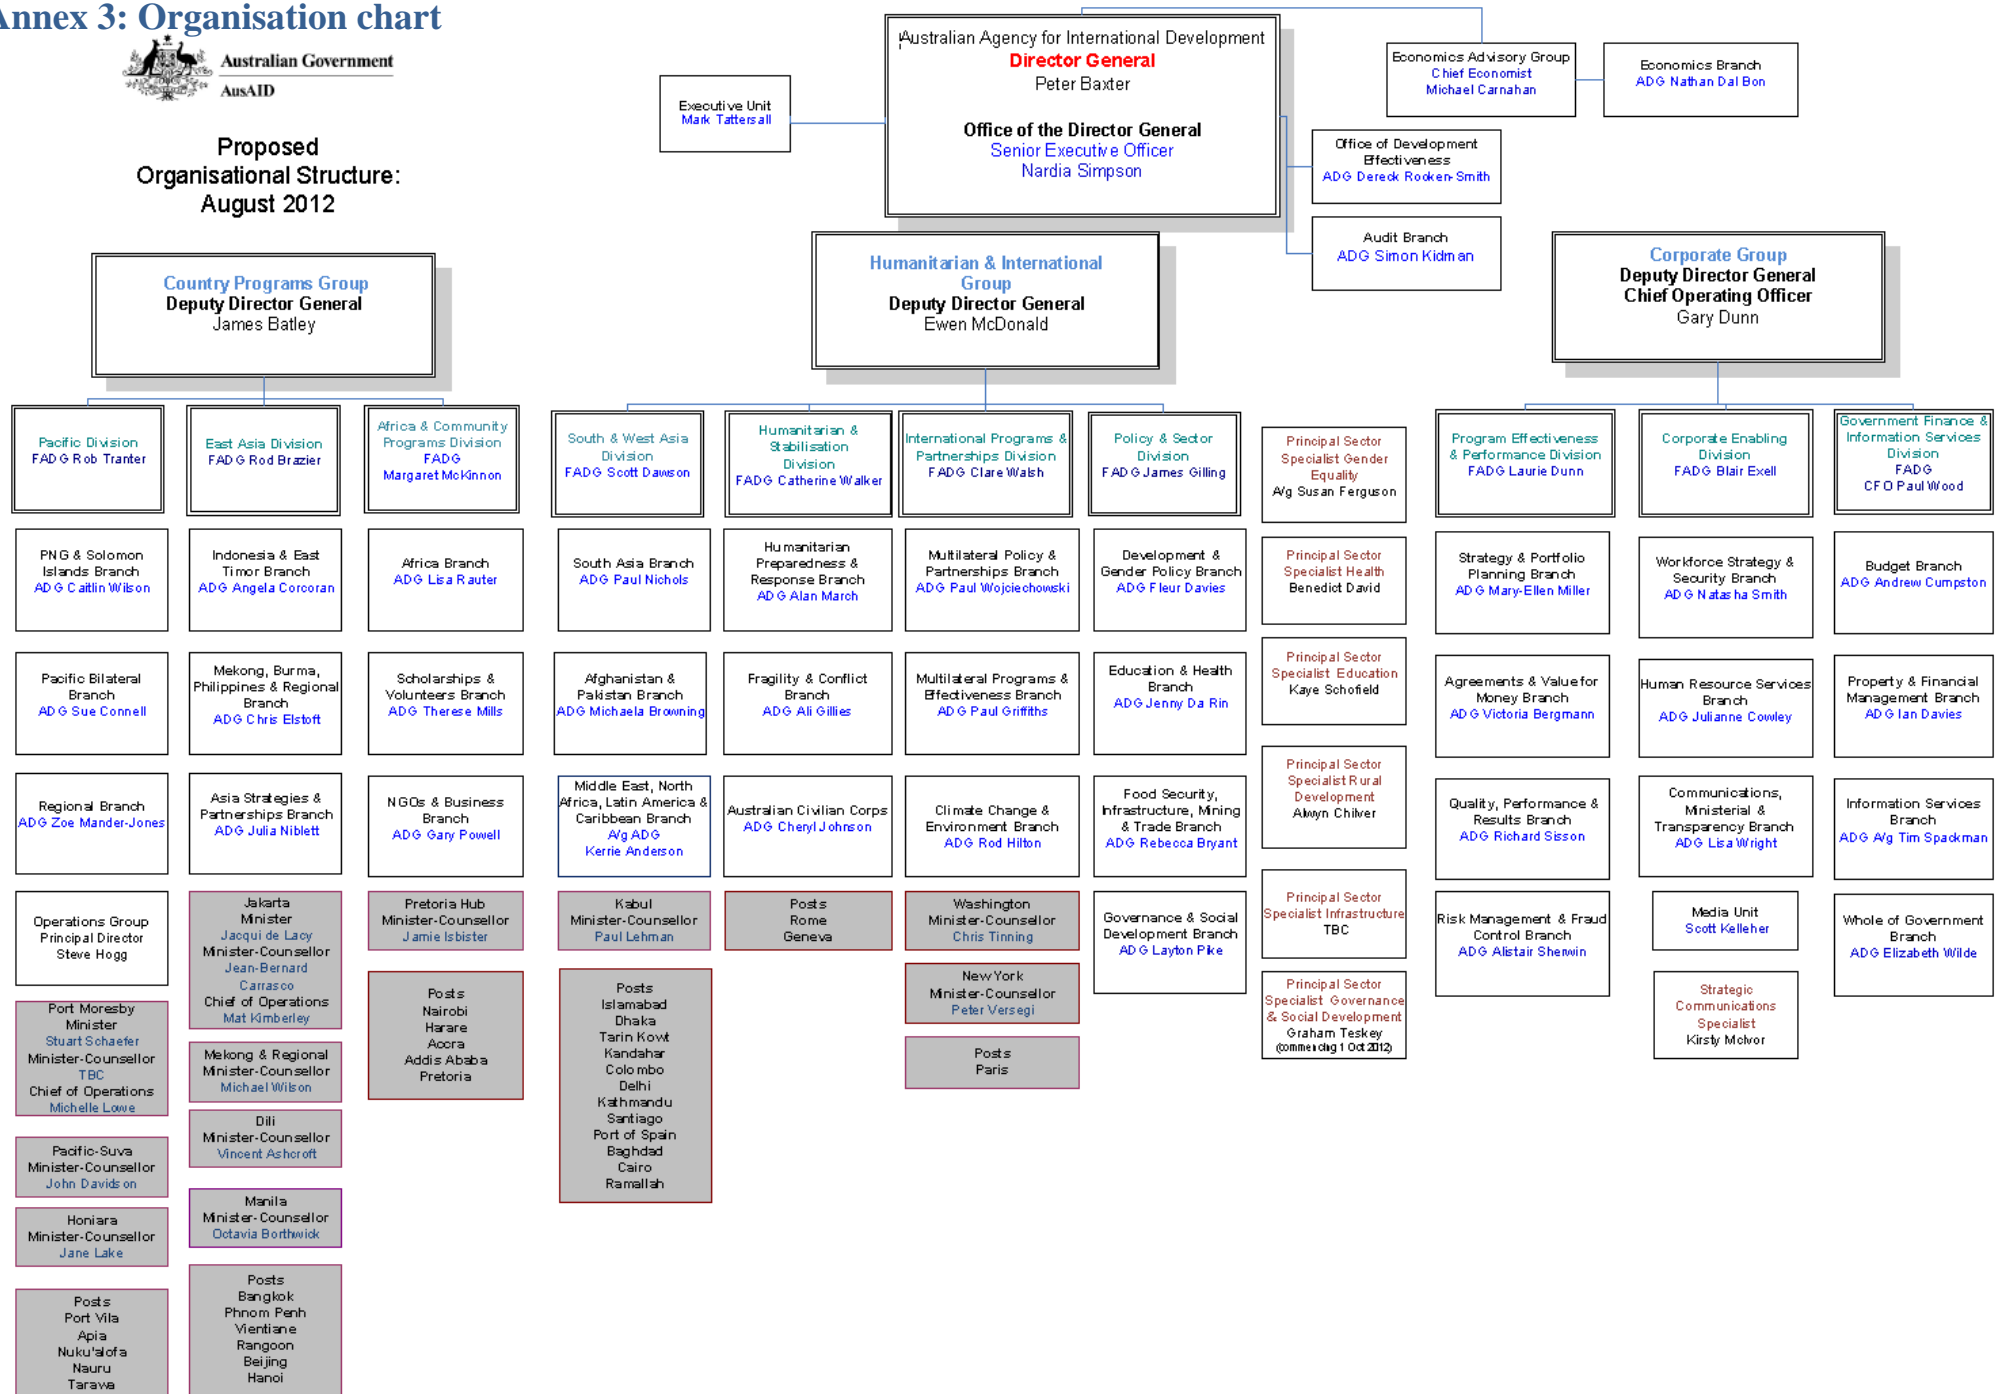 Annex 3: Organisation chart
Australian Government
AusAID
Proposed
Organisational Structure:
August 2012
Australian Agency for International Development
Director General
Peter Baxter
Office of the Director General
Senior Executive Officer
Nardia Simpson
Executive Unit
Mark Tattersall
Economics Advisory Group
Chief Economist
Michael Carnahan
Economics Branch
ADG Nathan Dal Bon
Office of Development
Effectiveness
ADG Dereck Rooken-Smith
Audit Branch
ADG Simon Kidman
Country Programs Group
Deputy Director General
James Batley
Humanitarian & International
Group
Deputy Director General
Ewen McDonald
Corporate Group
Deputy Director General
Chief Operating Officer
Gary Dunn
Pacific Division
FADG Rob Tranter
PNG & Solomon
Islands Branch
ADG Caitlin Wilson
Pacific Bilateral
Branch
ADG Sue Connell
Regional Branch
ADG Zoe Mander-Jones
Operations Group
Principal Director
Steve Hogg
Port Moresby
Minister
Stuart Schaefer
Minister-Counsellor
TBC
Chief of Operations
Michelle Lowe
Pacific-Suva
Minister-Counsellor
John Davidson
Honiara
Minister-Counsellor
Jane Lake
Posts
Port Vila
Apia
Nuku'alofa
Nauru
Tarawa
East Asia Division
FADG Rod Brazier
Indonesia & East
Timor Branch
ADG Angela Corcoran
Mekong, Burma,
Philippines & Regional
Branch
ADG Chris Elstoft
Asia Strategies &
Partnerships Branch
ADG Julia Niblett
Jakarta
Minister
Jacqui de Lacy
Minister-Counsellor
Jean-Bernard
Carrasco
Chief of Operations
Mat Kimberley
Mekong & Regional
Minister-Counsellor
Michael Wilson
Dili
Minister-Counsellor
Vincent Ashcroft
Manila
Minister-Counsellor
Octavia Borthwick
Posts
Bangkok
Phnom Penh
Vientiane
Rangoon
Beijing
Hanoi
Africa & Community
Programs Division
FADG
Margaret McKinnon
Africa Branch
ADG Lisa Rauter
Scholarships &
Volunteers Branch
ADG Therese Mills
NGOs & Business
Branch
ADG Gary Powell
Pretoria Hub
Minister-Counsellor
Jamie Isbister
Posts
Nairobi
Harare
Accra
Addis Ababa
Pretoria
South & West Asia
Division
FADG Scott Dawson
South Asia Branch
ADG Paul Nichols
Afghanistan &
Pakistan Branch
ADG Michaela Browning
Middle East, North
Africa, Latin America &
Caribbean Branch
A/g ADG
Kerrie Anderson
Kabul
Minister-Counsellor
Paul Lehman
Posts
Islamabad
Dhaka
Tarin Kowt
Kandahar
Colombo
Delhi
Kathmandu
Santiago
Port of Spain
Baghdad
Cairo
Ramallah
Humanitarian &
Stabilisation
Division
FADG Catherine Walker
Humanitarian
Preparedness &
Response Branch
ADG Alan March
Fragility & Conflict
Branch
ADG Ali Gillies
Australian Civilian Corps
ADG Cheryl Johnson
Posts
Rome
Geneva
International Programs &
Partnerships Division
FADG Clare Walsh
Multilateral Policy &
Partnerships Branch
ADG Paul Wojciechowski
Multilateral Programs &
Effectiveness Branch
ADG Paul Griffiths
Climate Change &
Environment Branch
ADG Rod Hilton
Washington
Minister-Counsellor
Chris Tinning
New York
Minister-Counsellor
Peter Versegi
Posts
Paris
Policy & Sector
Division
FADG James Gilling
Development &
Gender Policy Branch
ADG Fleur Davies
Education & Health
Branch
ADG Jenny Da Rin
Food Security,
Infrastructure, Mining
& Trade Branch
ADG Rebecca Bryant
Governance & Social
Development Branch
ADG Layton Pike
Principal Sector
Specialist Gender
Equality
A/g Susan Ferguson
Principal Sector
Specialist Health
Benedict David
Principal Sector
Specialist Education
Kaye Schofield
Principal Sector
Specialist Rural
Development
Alwyn Chilver
Principal Sector
Specialist Infrastructure
TBC
Principal Sector
Specialist Governance
& Social Development
Graham Teskey
(commencing 1 Oct 2012)
Program Effectiveness
& Performance Division
FADG Laurie Dunn
Strategy & Portfolio
Planning Branch
ADG Mary-Ellen Miller
Agreements & Value for
Money Branch
ADG Victoria Bergmann
Quality, Performance &
Results Branch
ADG Richard Sisson
Risk Management & Fraud
Control Branch
ADG Alistair Sherwin
Corporate Enabling
Division
FADG Blair Exell
Workforce Strategy &
Security Branch
ADG Natasha Smith
Human Resource Services
Branch
ADG Julianne Cowley
Communications,
Ministerial &
Transparency Branch
ADG Lisa Wright
Media Unit
Scott Kelleher
Strategic
Communications
Specialist
Kirsty McIvor
Government Finance &
Information Services
Division
FADG
CFO Paul Wood
Budget Branch
ADG Andrew Cumpston
Property & Financial
Management Branch
ADG Ian Davies
Information Services
Branch
ADG A/g Tim Spackman
Whole of Government
Branch
ADG Elizabeth Wilde